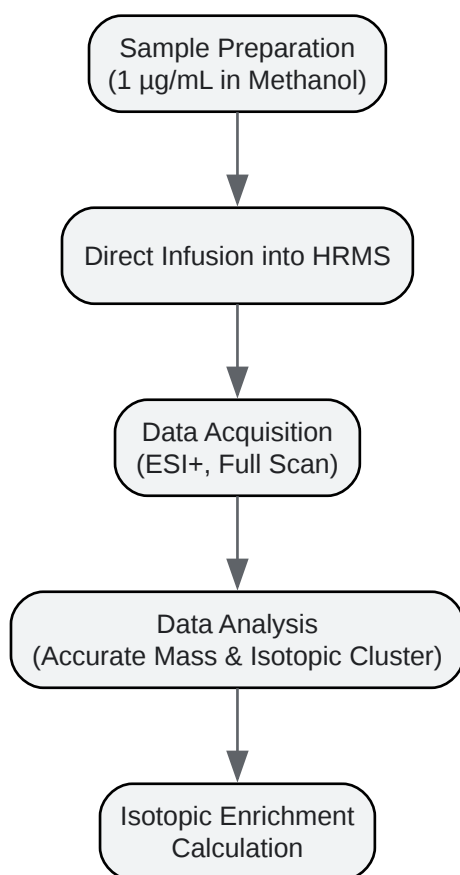 Sample Preparation
(1 µg/mL in Methanol)
Direct Infusion into HRMS
Data Acquisition
(ESI+, Full Scan)
Data Analysis
(Accurate Mass & Isotopic Cluster)
Isotopic Enrichment
Calculation